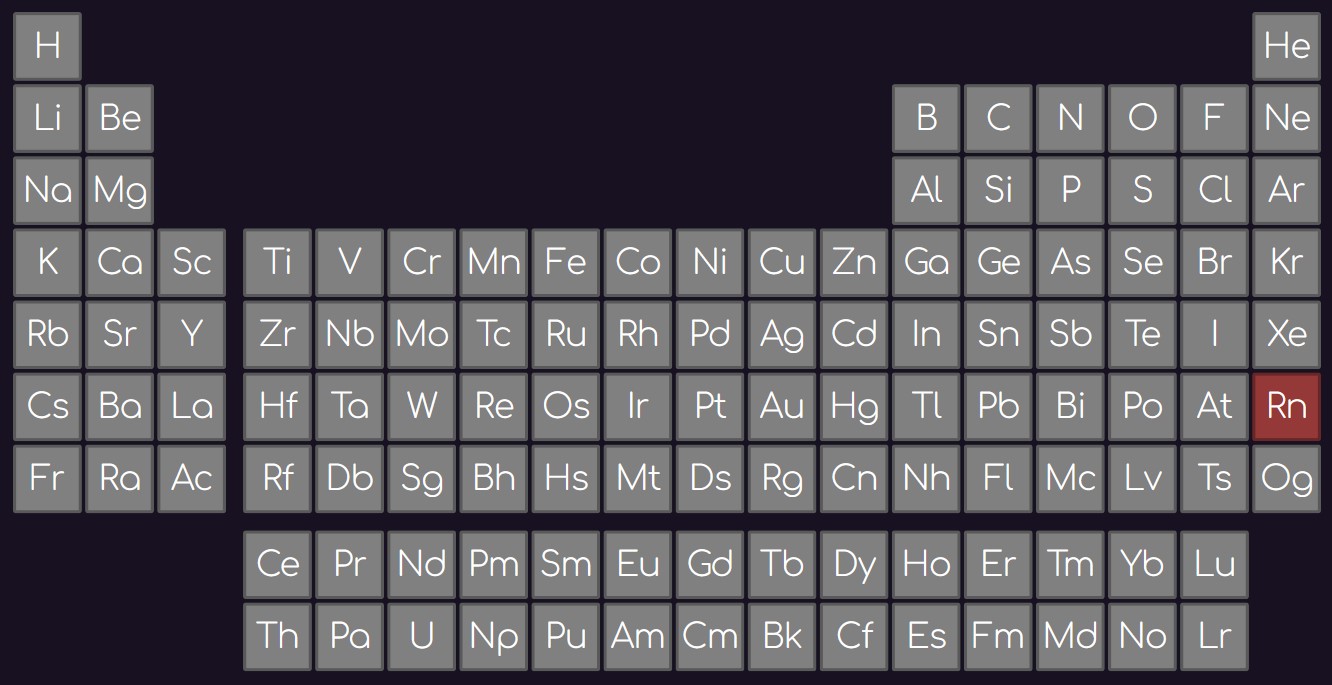 H He
Li Be B C N O F Ne
Na Mg Al Si P S Cl Ar
K Ca Sc Ti V Cr Mn Fe Co Ni Cu Zn Ga Ge As Se Br Kr
Rb Sr Y Zr Nb Mo Tc Ru Rh Pd Ag Cd In Sn Sb Te I Xe
Cs Ba La Hf Ta W Re Os Ir Pt Au Hg Tl Pb Bi Po At Rn
Fr Ra Ac Rf Db Sg Bh Hs Mt Ds Rg Cn Nh Fl Mc Lv Ts Og
Ce Pr Nd Pm Sm Eu Gd Tb Dy Ho Er Tm Yb Lu
Th Pa U Np Pu Am Cm Bk Cf Es Fm Md No Lr